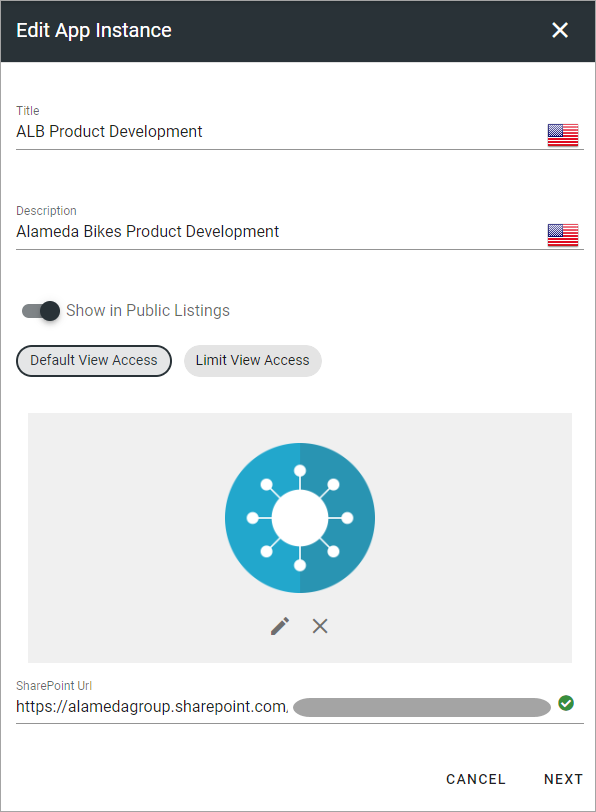 Edit App Instance
Title
ALB Product Development
Description
Alameda Bikes Product Development
Show in Public Listings
Default View Access
Limit View Access
SharePoint Url
https://alamedagroup.sharepoint.com,
CANCEL
NEXT